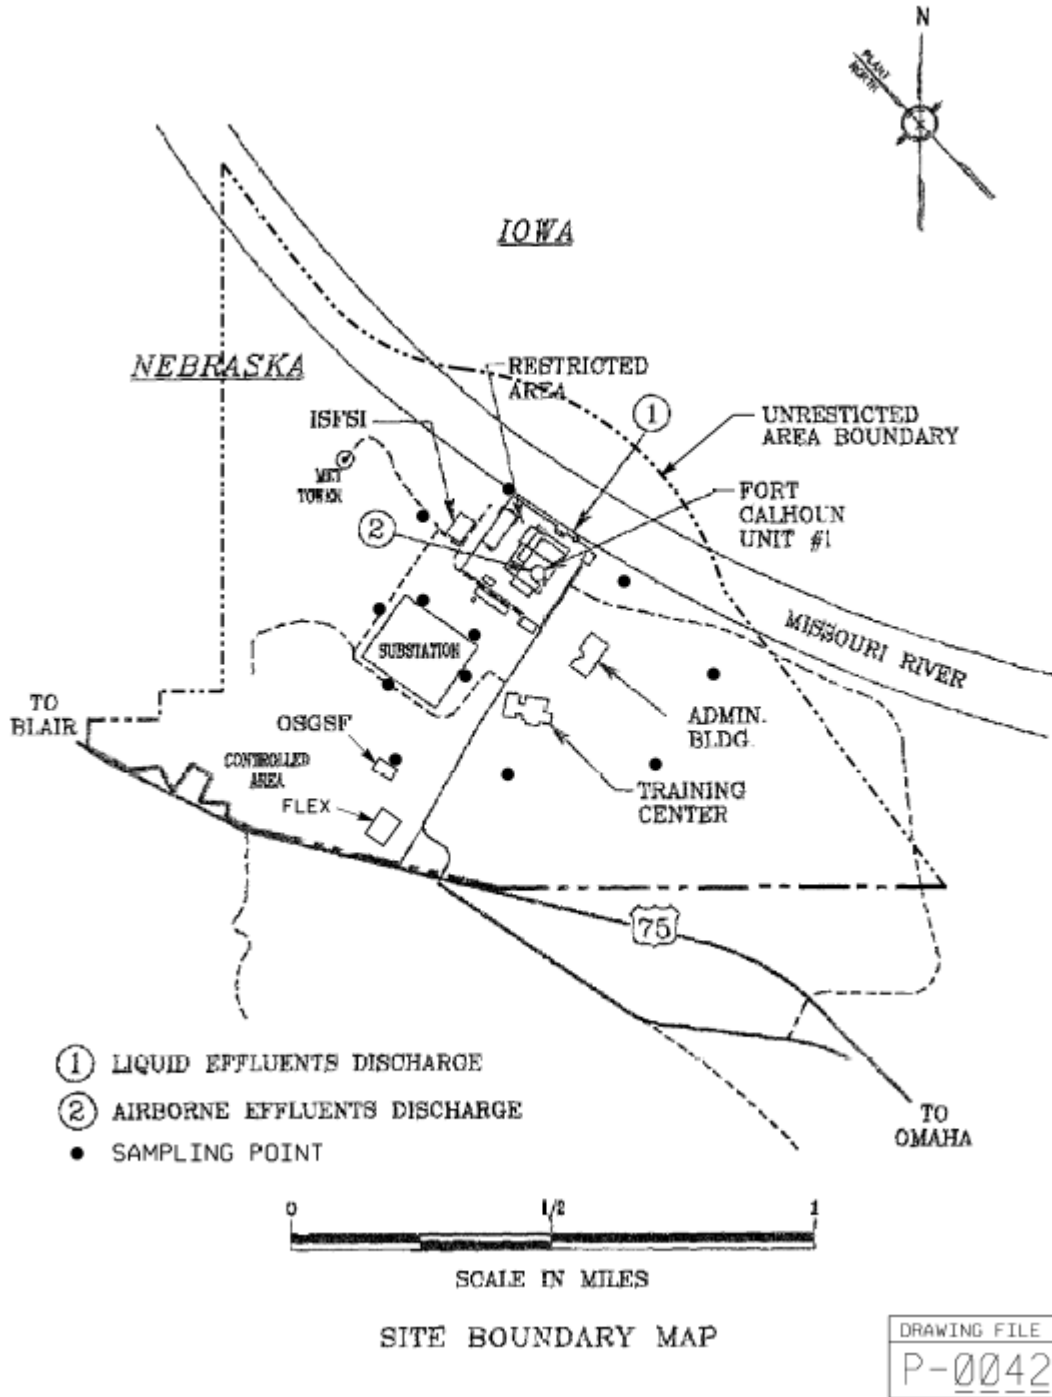 N
PLANT
NORTH
IOWA
NEBRASKA
RESTRICTED
AREA
1
ISFSI
UNRESTICTED
AREA BOUNDARY
MET
TOWER
2
FORT
CALHOUN
UNIT #1
MISSOURI RIVER
SUBSTATION
TO
BLAIR
OSGSF
ADMIN.
BLDG.
CONTROLLED
AREA
FLEX
TRAINING
CENTER
75
1 LIQUID EFFLUENTS DISCHARGE
2 AIRBORNE EFFLUENTS DISCHARGE
SAMPLING POINT
TO
OMAHA
0 1/2 1
SCALE IN MILES
SITE BOUNDARY MAP
DRAWING FILE
P-0042